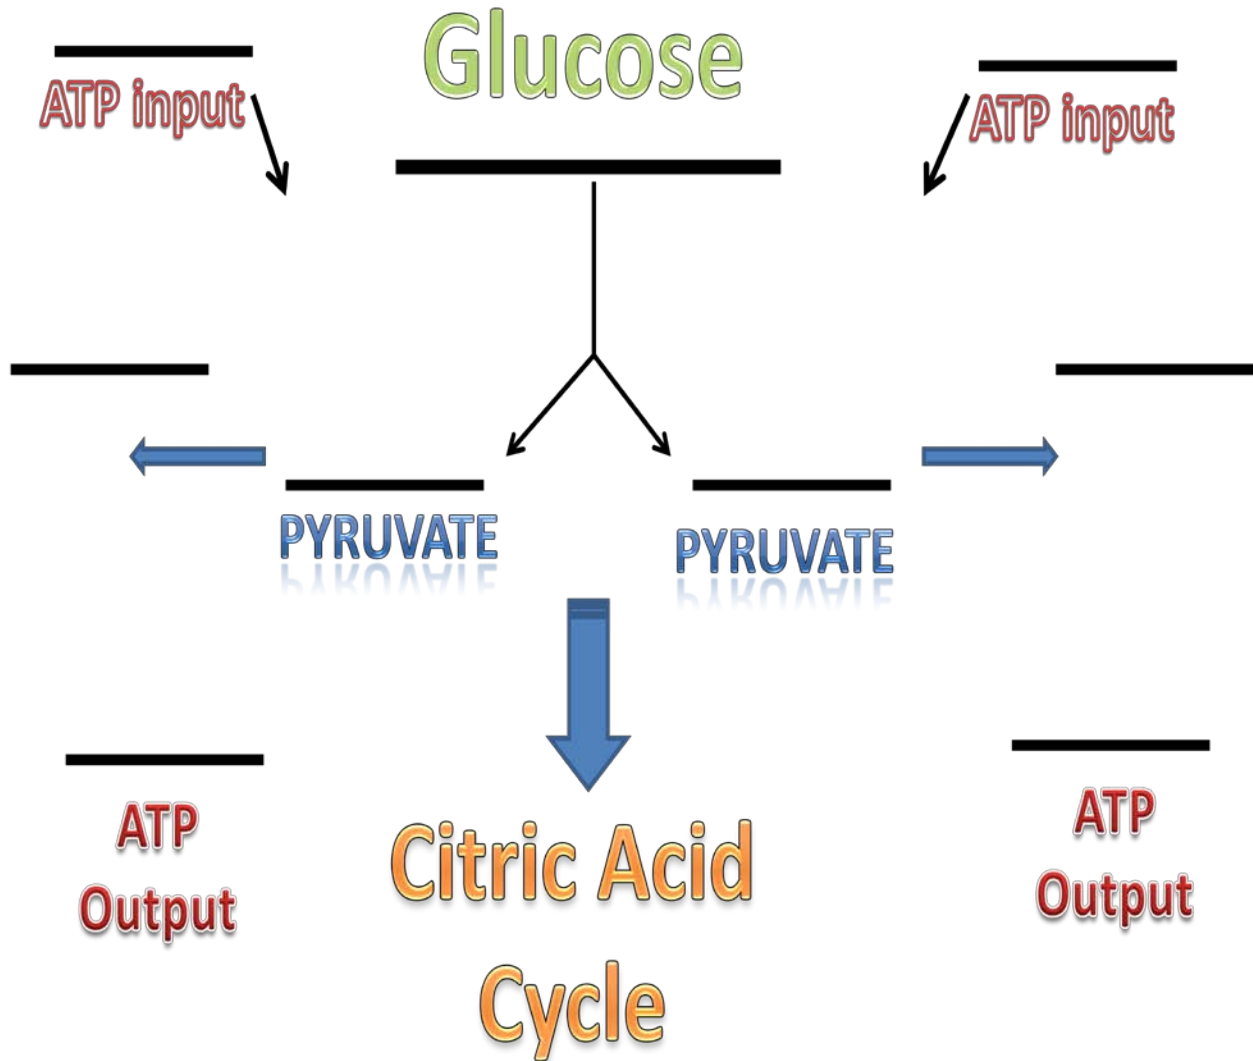 Glucose
ATP input
ATP input
PYRUVATE
PYRUVATE
ATP
Output
Citric Acid
Cycle
ATP
Output